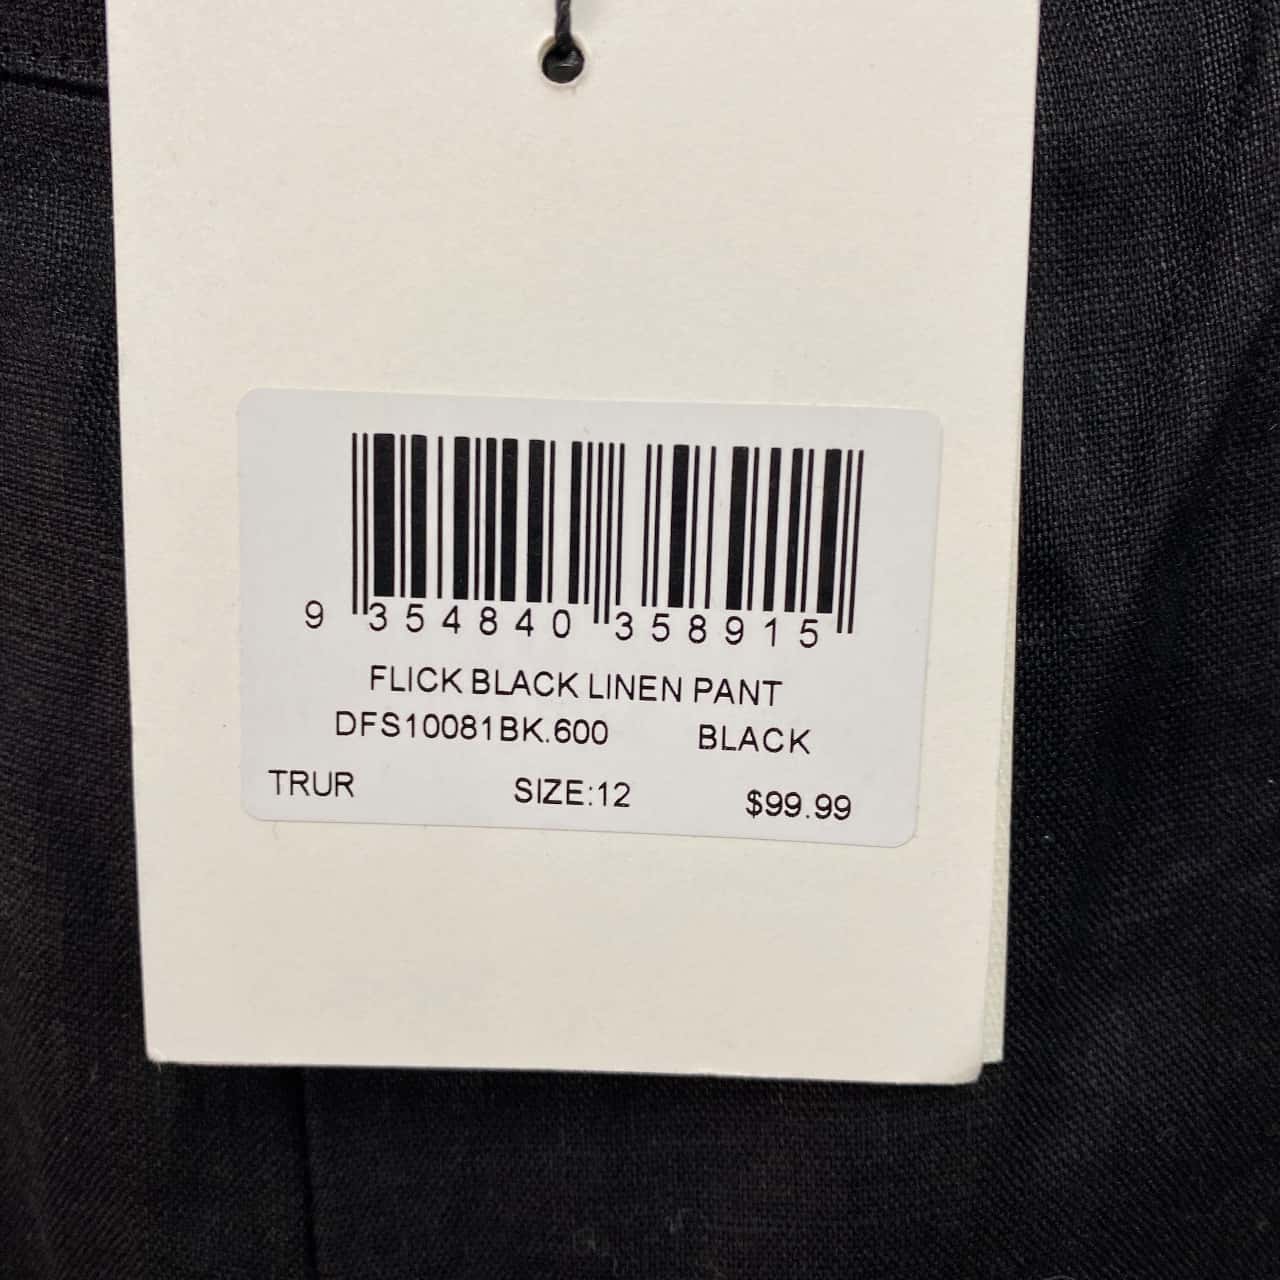 9 354840 358915
FLICK BLACK LINEN PANT
DFS10081BK.600 BLACK
TRUR SIZE:12 $99.99